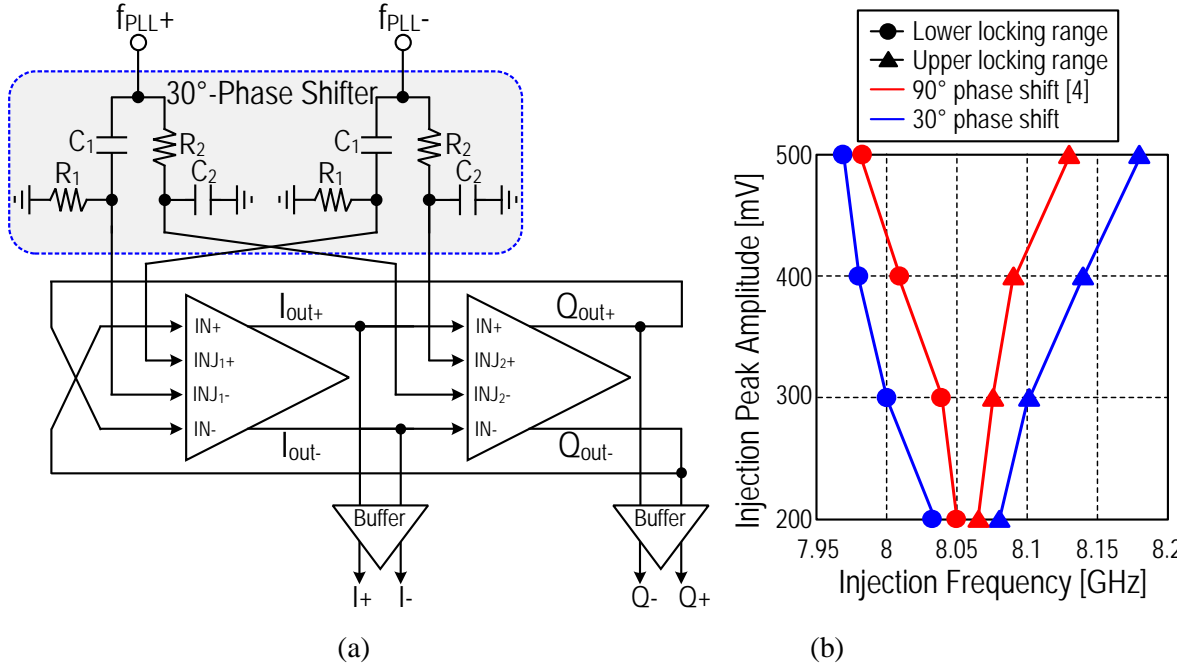 fPLL+
fPLL-
30°-Phase Shifter
C1
R2
C1
R2
R1
C2
R1
C2
IN+
INJ1+
INJ1-
IN-
Iout+
Iout-
IN+
INJ2+
INJ2-
IN-
Qout+
Qout-
Buffer
Buffer
I+
I-
Q-
Q+
(a)
Lower locking range
Upper locking range
90° phase shift [4]
30° phase shift
Injection Peak Amplitude [mV]
500
400
300
200
7.95 8 8.05 8.1 8.15 8.2
Injection Frequency [GHz]
(b)